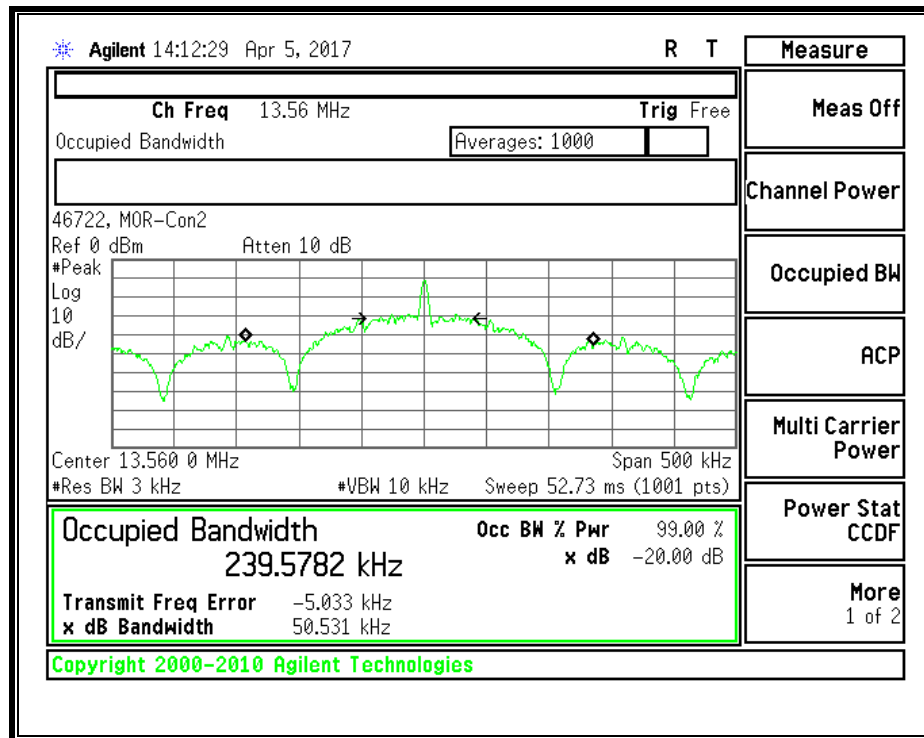 Agilent 14:12:29 Apr 5, 2017 R T
Measure
Ch Freq 13.56 MHz Trig Free
Meas Off
Occupied Bandwidth Averages: 1000
Channel Power
46722, MOR-Con2
Ref 0 dBm Atten 10 dB
#Peak
Log
10
dB/
Occupied BW
ACP
Multi Carrier
Power
Center 13.560 0 MHz Span 500 kHz
#Res BW 3 kHz #VBW 10 kHz Sweep 52.73 ms (1001 pts)
Power Stat
CCDF
Occupied Bandwidth Occ BW % Pwr 99.00 %
239.5782 kHz x dB -20.00 dB
Transmit Freq Error -5.033 kHz
x dB Bandwidth 50.531 kHz
More
1 of 2
Copyright 2000-2010 Agilent Technologies